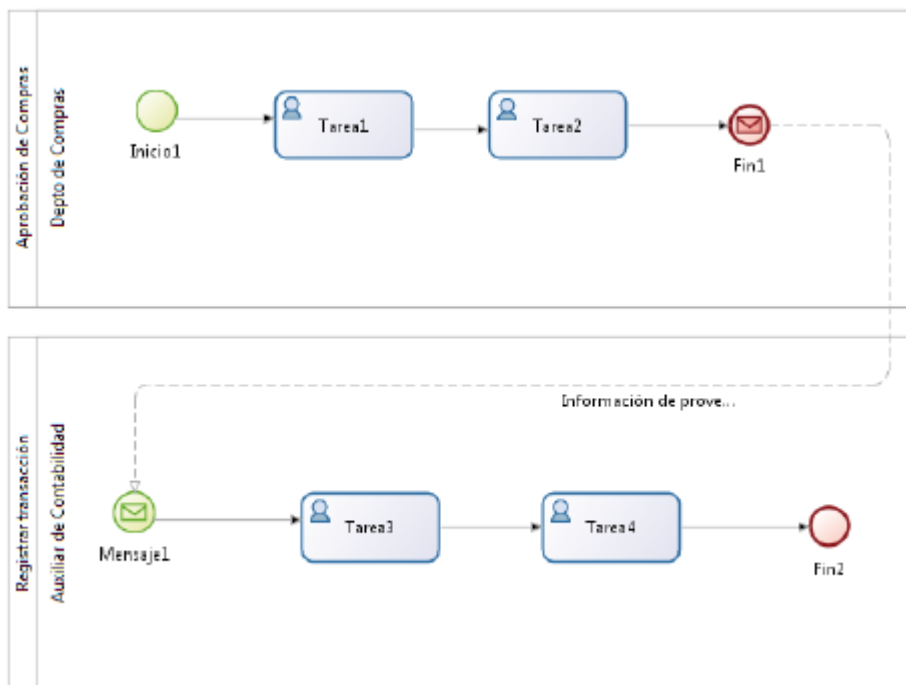 Aprobación de Compras
Depto de Compras
Inicio1
Tarea1
Tarea2
Fin1
Registrar transacción
Auxiliar de Contabilidad
Información de prove...
Mensaje1
Tarea3
Tarea4
Fin2